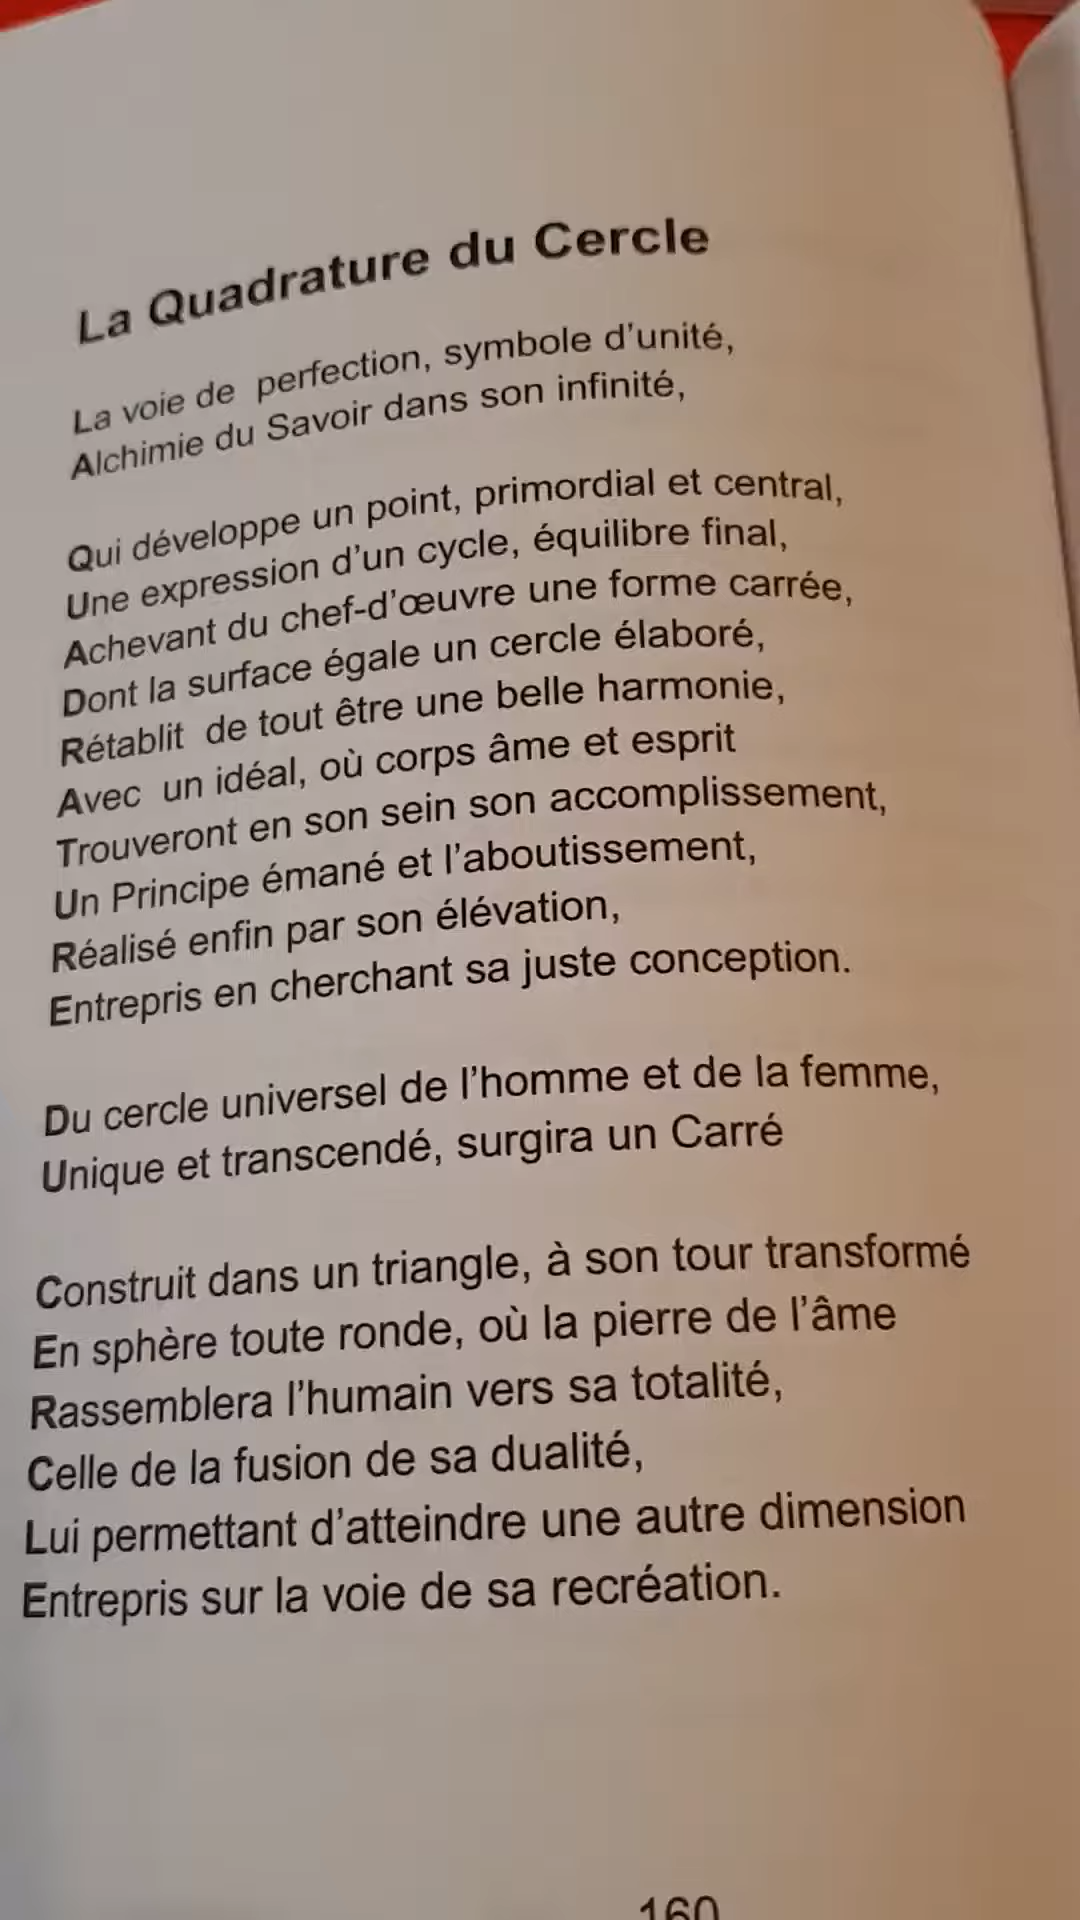 La Quadrature du Cercle
La voie de perfection, symbole d'unité,
Alchimie du Savoir dans son infinité,
Qui développe un point, primordial et central,
Une expression d'un cycle, équilibre final,
Achevant du chef-d'œuvre une forme carrée,
Dont la surface égale un cercle élaboré,
Rétablit de tout être une belle harmonie,
Avec un idéal, où corps âme et esprit
Trouveront en son sein son accomplissement,
Un Principe émané et l'aboutissement,
Réalisé enfin par son élévation,
Entrepris en cherchant sa juste conception.
Du cercle universel de l'homme et de la femme,
Unique et transcendé, surgira un Carré
Construit dans un triangle, à son tour transformé
En sphère toute ronde, où la pierre de l'âme
Rassemblera l'humain vers sa totalité,
Celle de la fusion de sa dualité,
Lui permettant d'atteindre une autre dimension
Entrepris sur la voie de sa recréation.
160